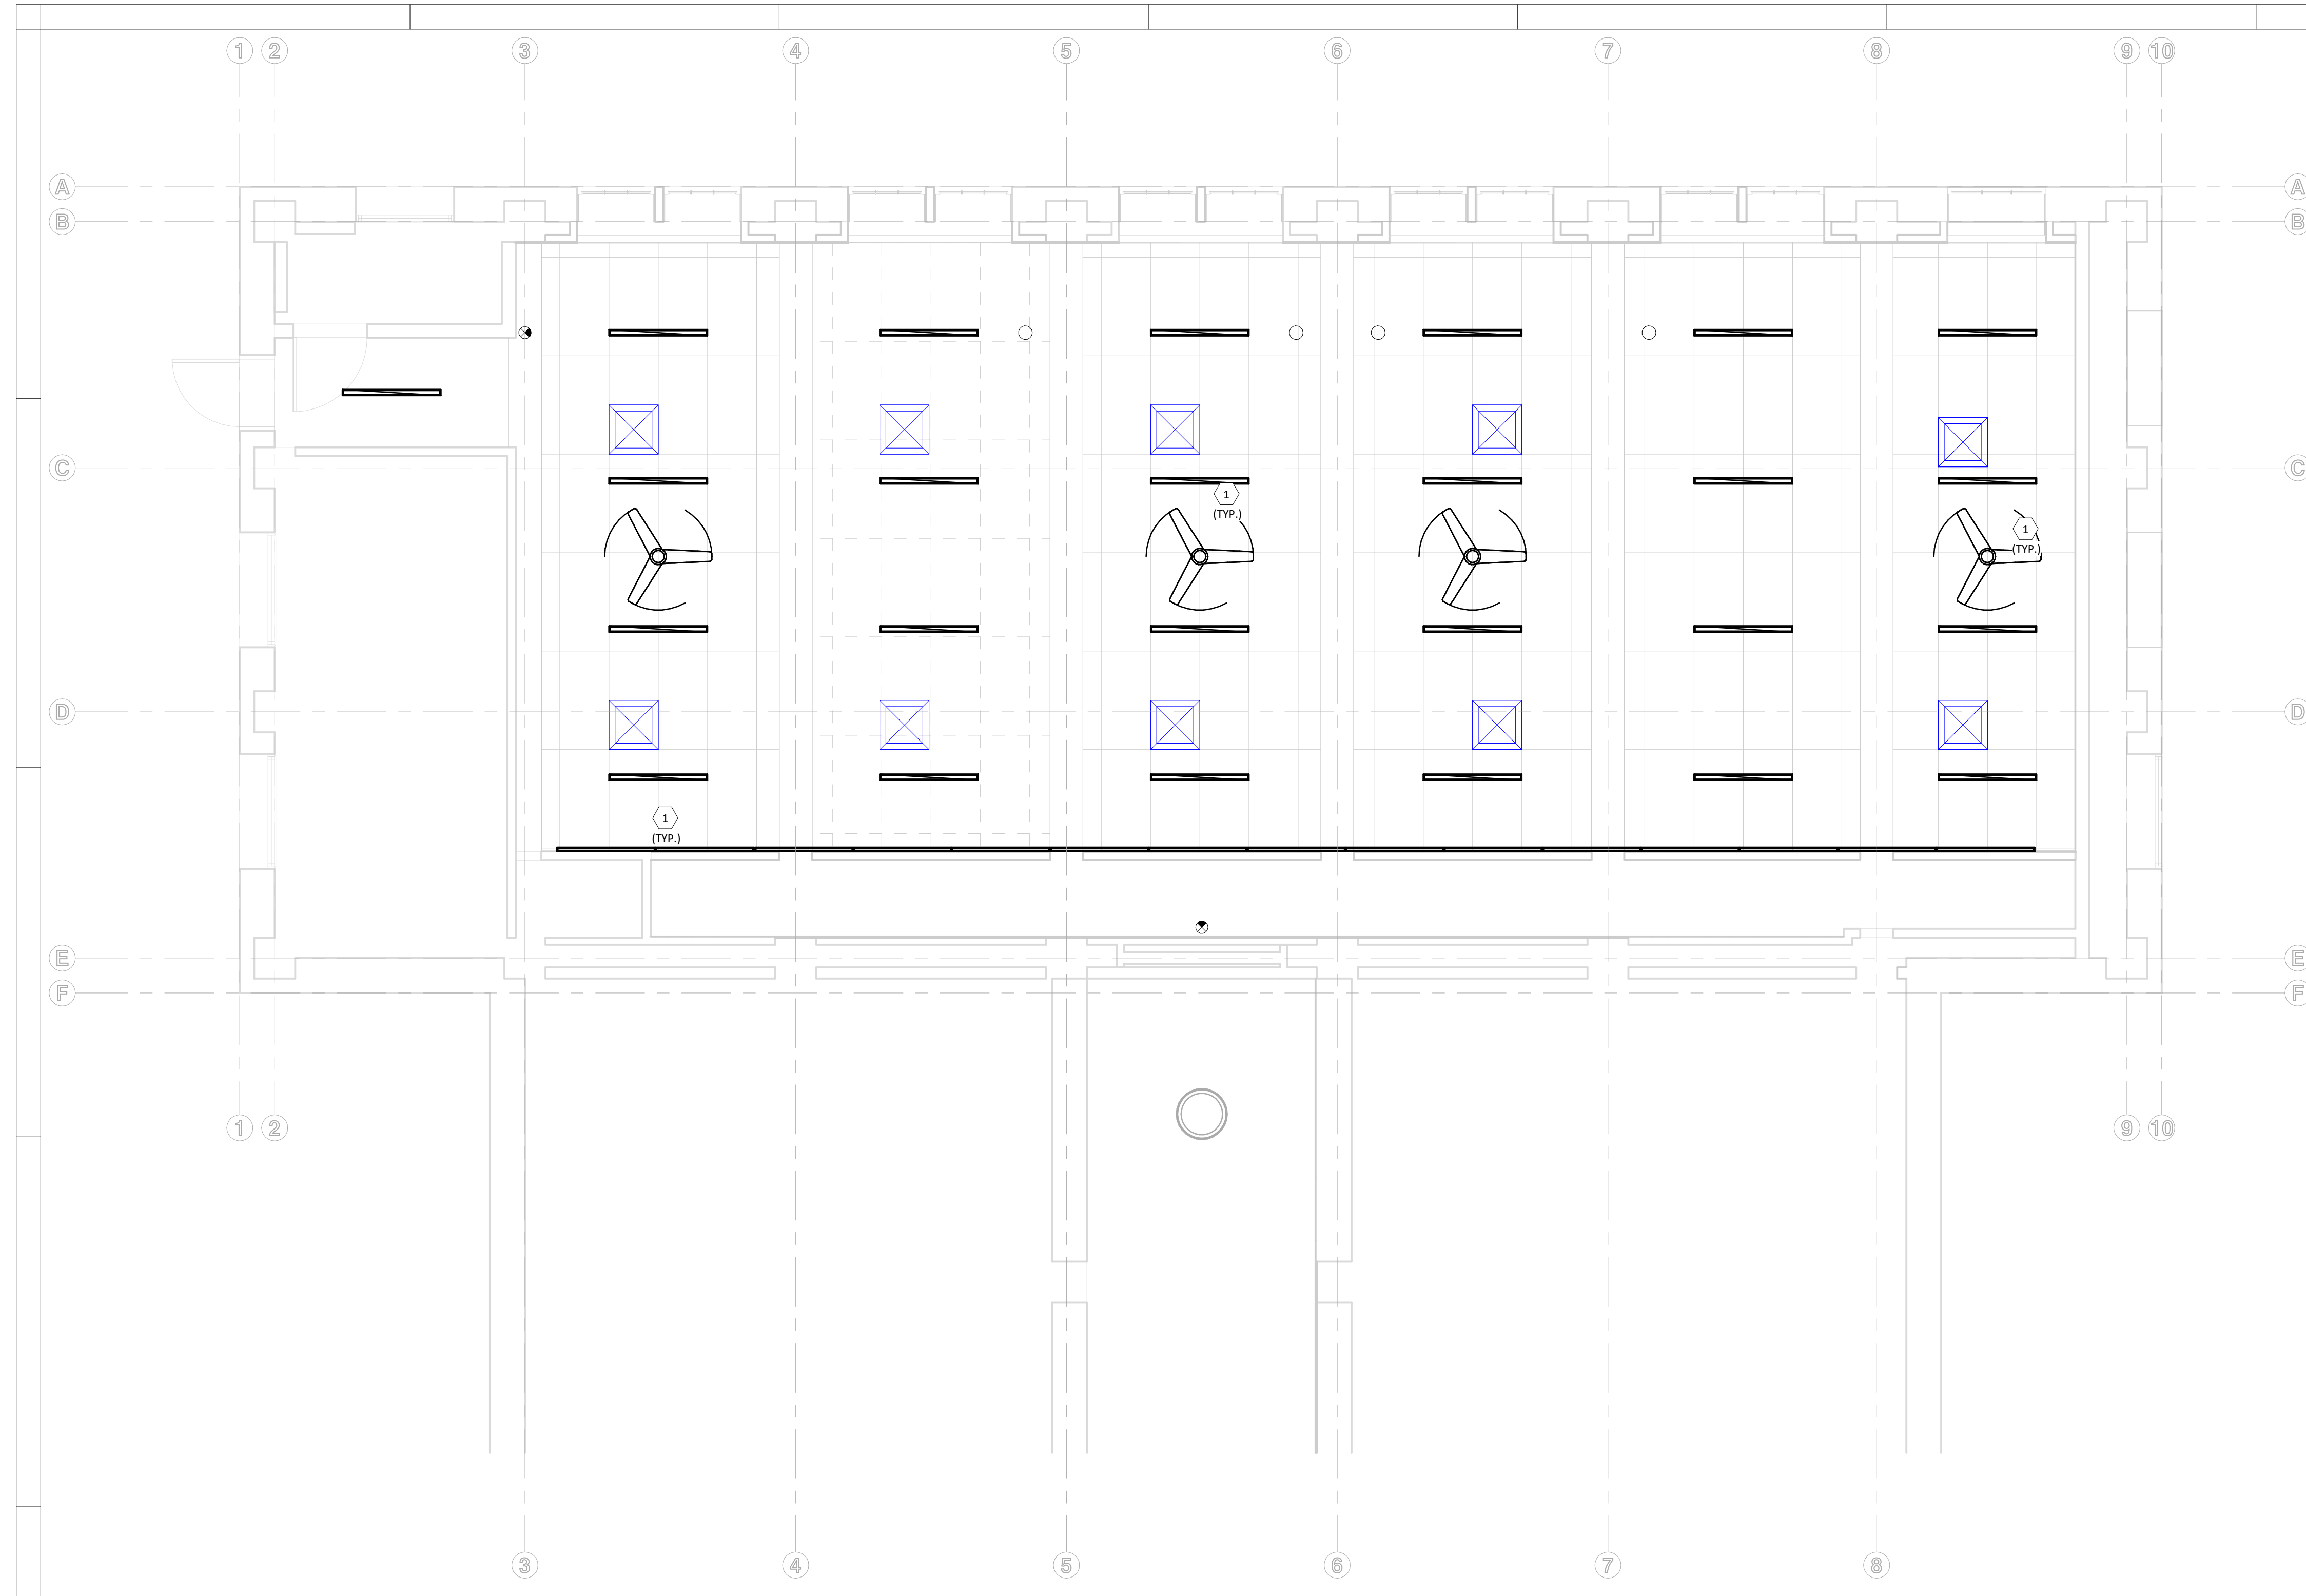 1 2 3 4 5 6 7 8 9 10
A A
B B
C C
1
(TYP.)
1
(TYP.)
D D
1
(TYP.)
E E
F F
1 2 9 10
3 4 5 6 7 8